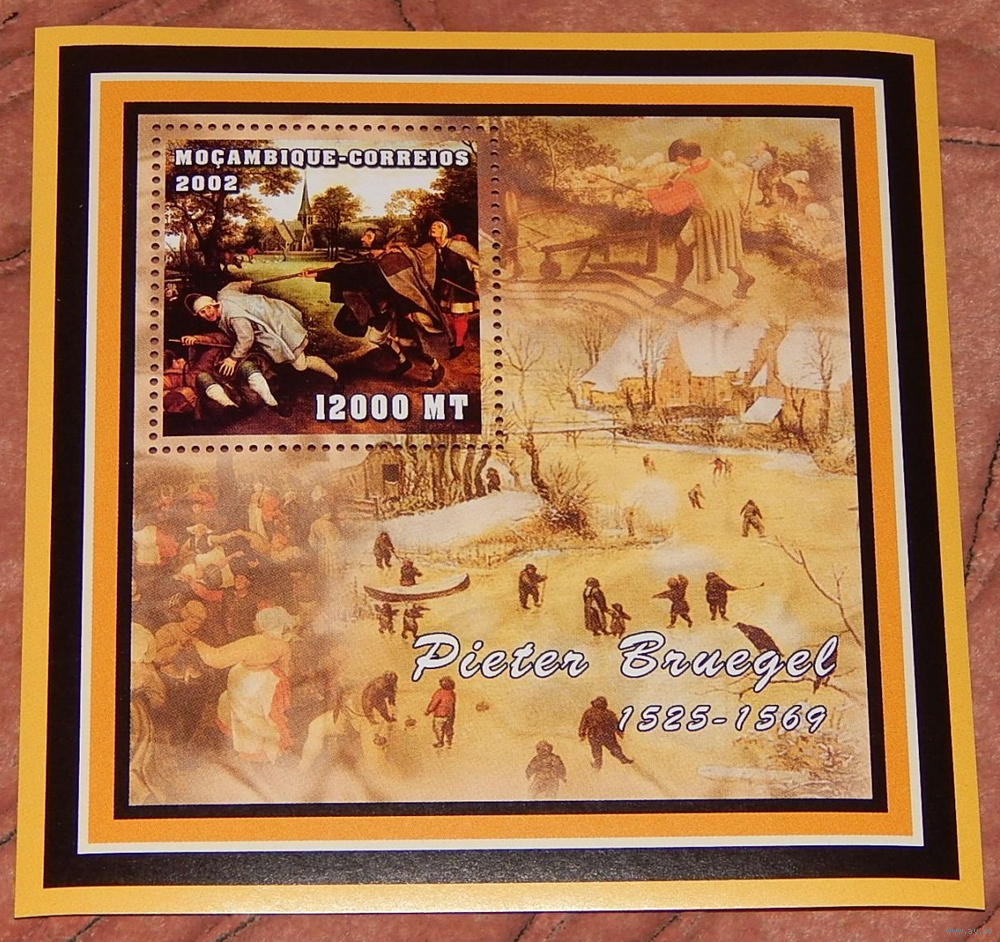 MOÇAMBIQUE-CORREIOS
2002
12000 MT
Pieter Bruegel
1525-1569